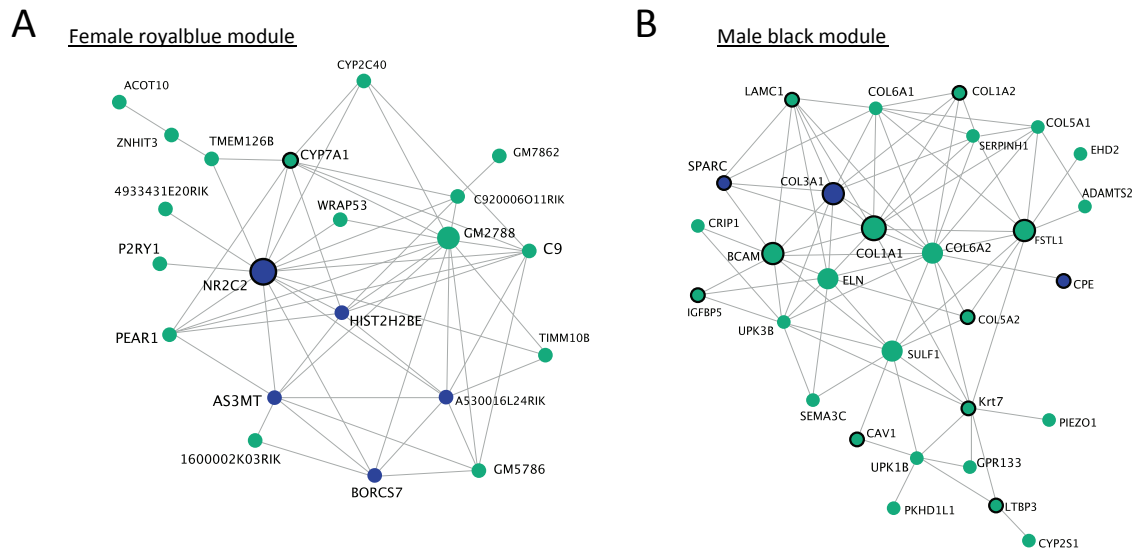 A
Female royalblue module
CYP2C40
ACOT10
ZNHIT3
TMEM126B
CYP7A1
GM7862
4933431E20RIK
WRAP53
C920006O11RIK
GM2788
P2RY1
C9
NR2C2
HIST2H2BE
PEAR1
TIMM10B
AS3MT
A530016L24RIK
1600002K03RIK
GM5786
BORCS7
B
Male black module
LAMC1
COL6A1
COL1A2
COL5A1
SERPINH1
EHD2
SPARC
COL3A1
ADAMTS2
CRIP1
FSTL1
BCAM
COL1A1
COL6A2
ELN
CPE
IGFBP5
UPK3B
COL5A2
SULF1
SEMA3C
Krt7
PIEZO1
CAV1
UPK1B
GPR133
PKHD1L1
LTBP3
CYP2S1